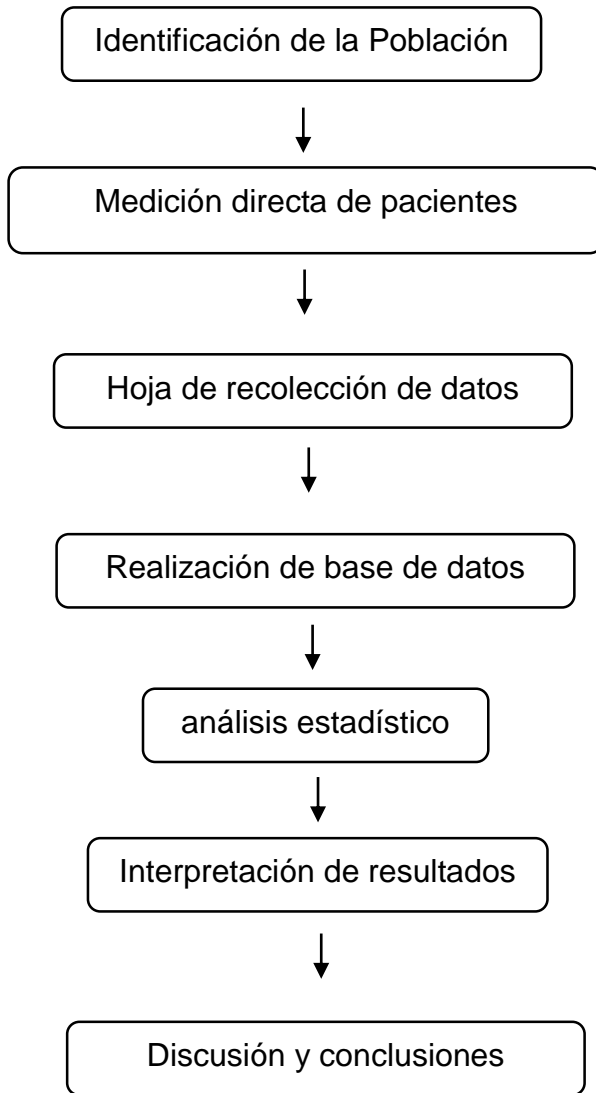 Identificación de la Población
Medición directa de pacientes
Hoja de recolección de datos
Realización de base de datos
análisis estadístico
Interpretación de resultados
Discusión y conclusiones